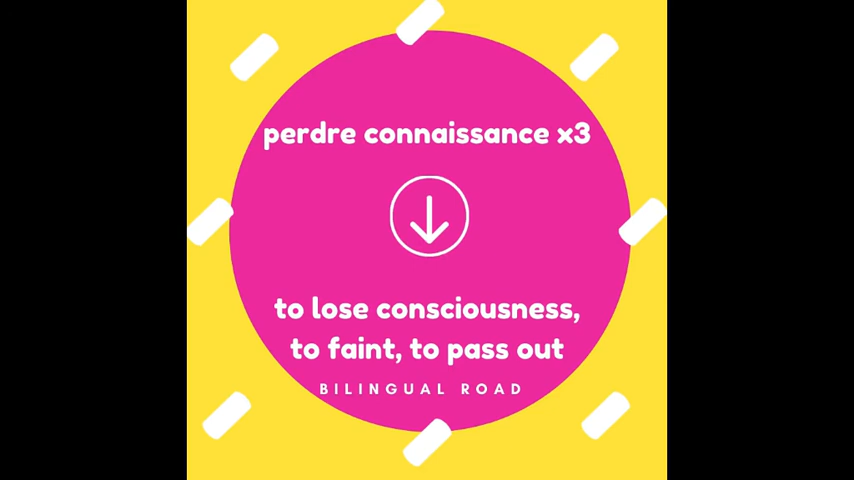 perdre connaissance x3
to lose consciousness,
to faint, to pass out
BILINGUAL ROAD